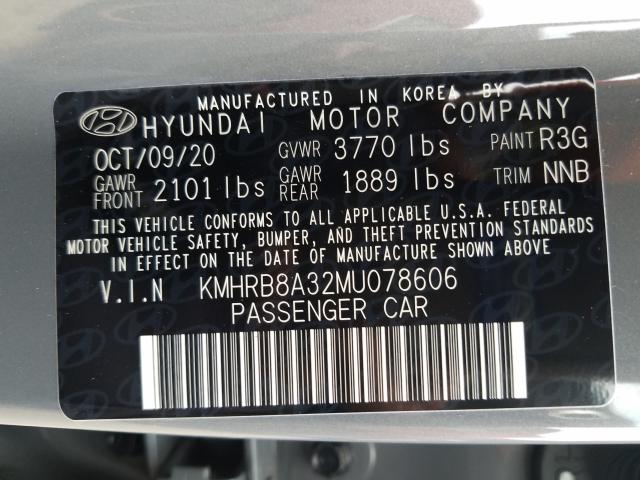 MANUFACTURED IN KOREA BY
HYUNDAI MOTOR COMPANY
OCT/09/20 GVWR 3770 lbs PAINT R3G
GAWR FRONT 2101 lbs GAWR REAR 1889 lbs TRIM NNB
THIS VEHICLE CONFORMS TO ALL APPLICABLE U.S.A. FEDERAL
MOTOR VEHICLE SAFETY, BUMPER, AND THEFT PREVENTION STANDARDS
IN EFFECT ON THE DATE OF MANUFACTURE SHOWN ABOVE
V.I.N KMHRB8A32MU078606
PASSENGER CAR